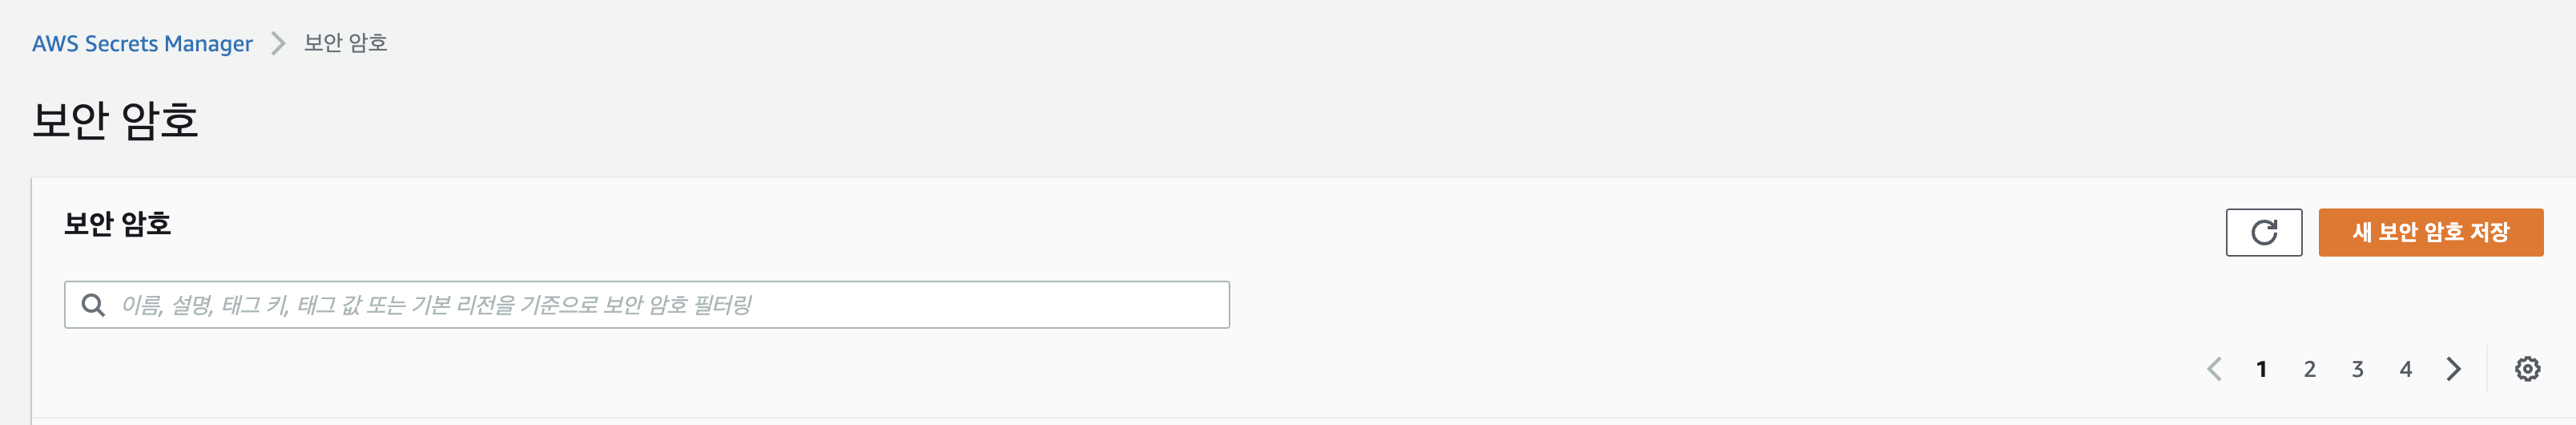 AWS Secrets Manager > 보안 암호
보안 암호
보안 암호
새 보안 암호 저장
이름, 설명, 태그 키, 태그 값 또는 기본 리전을 기준으로 보안 암호 필터링
< 1 2 3 4 >